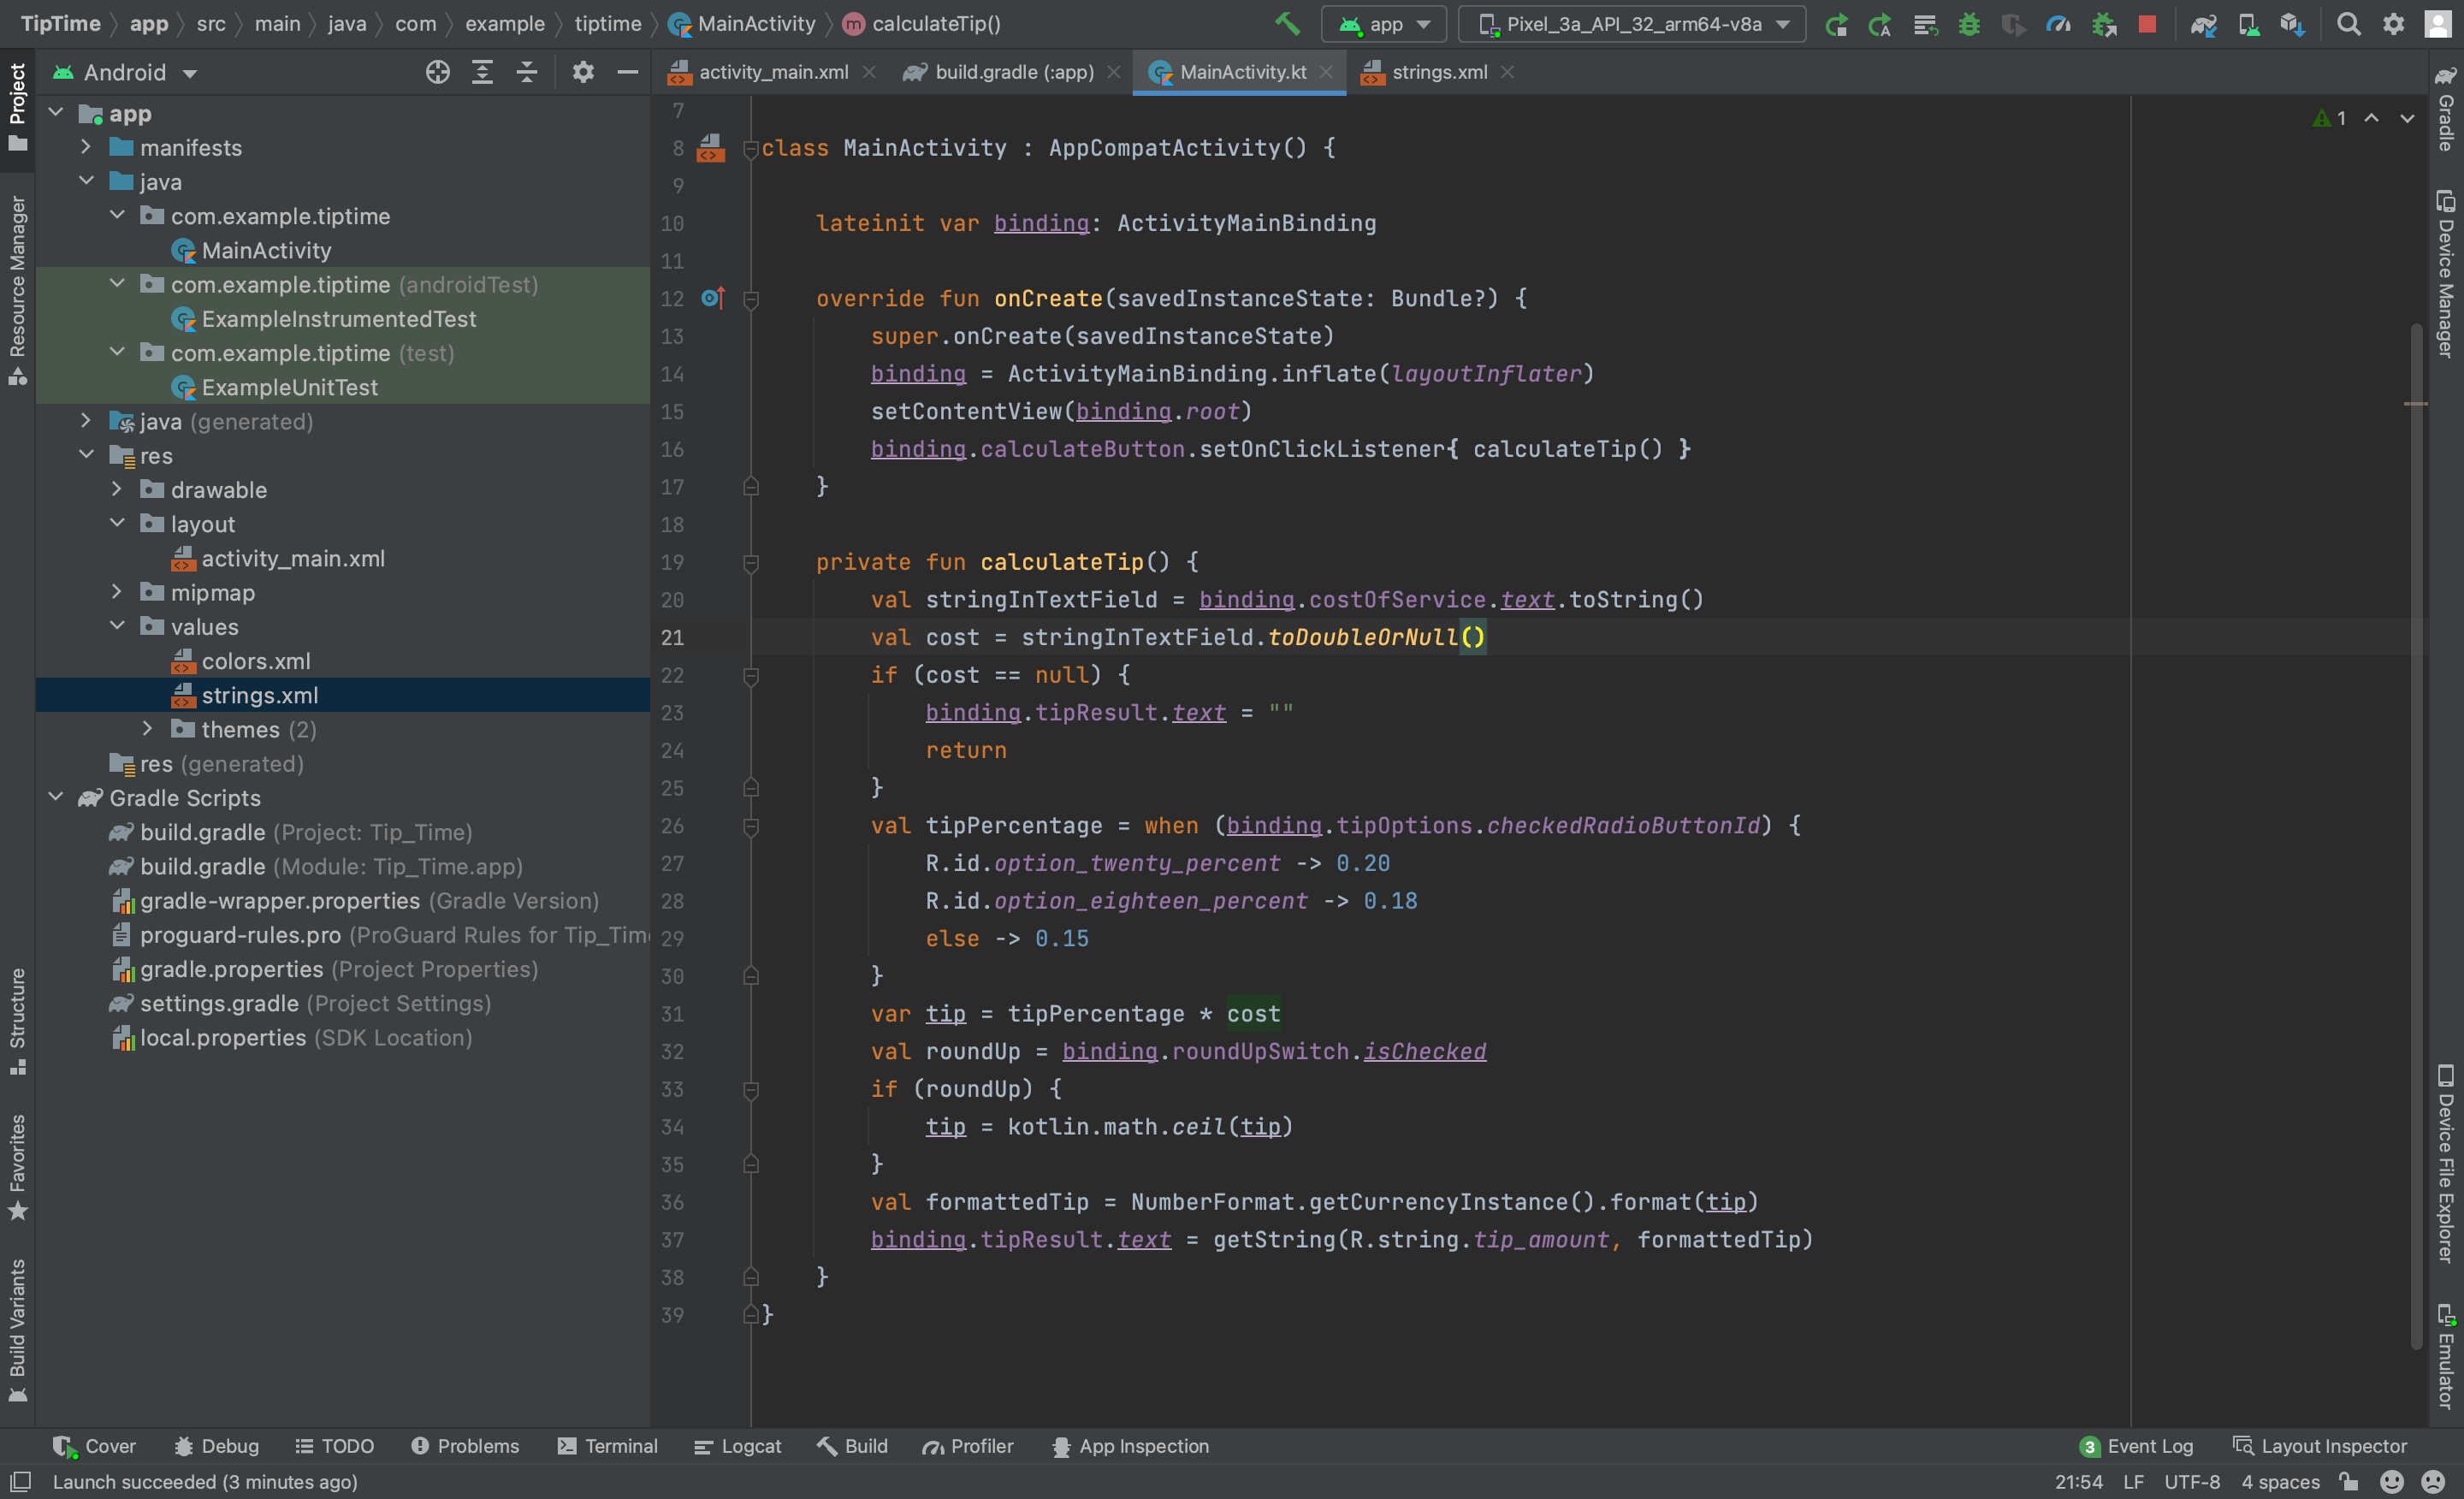 TipTime app src main java com example tiptime MainActivity m calculateTip()
app Pixel_3a_API_32_arm64-v8a
Project
Resource Manager
Structure
Favorites
Build Variants
Android
app
manifests
java
com.example.tiptime
MainActivity
com.example.tiptime (androidTest)
ExampleInstrumentedTest
com.example.tiptime (test)
ExampleUnitTest
java (generated)
res
drawable
layout
activity_main.xml
mipmap
values
colors.xml
strings.xml
themes (2)
res (generated)
Gradle Scripts
build.gradle (Project: Tip_Time)
build.gradle (Module: Tip_Time.app)
gradle-wrapper.properties (Gradle Version)
proguard-rules.pro (ProGuard Rules for Tip_Tim
gradle.properties (Project Properties)
settings.gradle (Project Settings)
local.properties (SDK Location)
activity_main.xml build.gradle (:app) MainActivity.kt strings.xml
1
7
8 class MainActivity : AppCompatActivity() {
9
10 lateinit var binding: ActivityMainBinding
11
12 override fun onCreate(savedInstanceState: Bundle?) {
13 super.onCreate(savedInstanceState)
14 binding = ActivityMainBinding.inflate(layoutInflater)
15 setContentView(binding.root)
16 binding.calculateButton.setOnClickListener{ calculateTip() }
17 }
18
19 private fun calculateTip() {
20 val stringInTextField = binding.costOfService.text.toString()
21 val cost = stringInTextField.toDoubleOrNull()
22 if (cost == null) {
23 binding.tipResult.text = ""
24 return
25 }
26 val tipPercentage = when (binding.tipOptions.checkedRadioButtonId) {
27 R.id.option_twenty_percent -> 0.20
28 R.id.option_eighteen_percent -> 0.18
29 else -> 0.15
30 }
31 var tip = tipPercentage * cost
32 val roundUp = binding.roundUpSwitch.isChecked
33 if (roundUp) {
34 tip = kotlin.math.ceil(tip)
35 }
36 val formattedTip = NumberFormat.getCurrencyInstance().format(tip)
37 binding.tipResult.text = getString(R.string.tip_amount, formattedTip)
38 }
39 }
Gradle
Device Manager
Device File Explorer
Emulator
Cover Debug TODO Problems Terminal Logcat Build Profiler App Inspection 3 Event Log Layout Inspector
Launch succeeded (3 minutes ago) 21:54 LF UTF-8 4 spaces